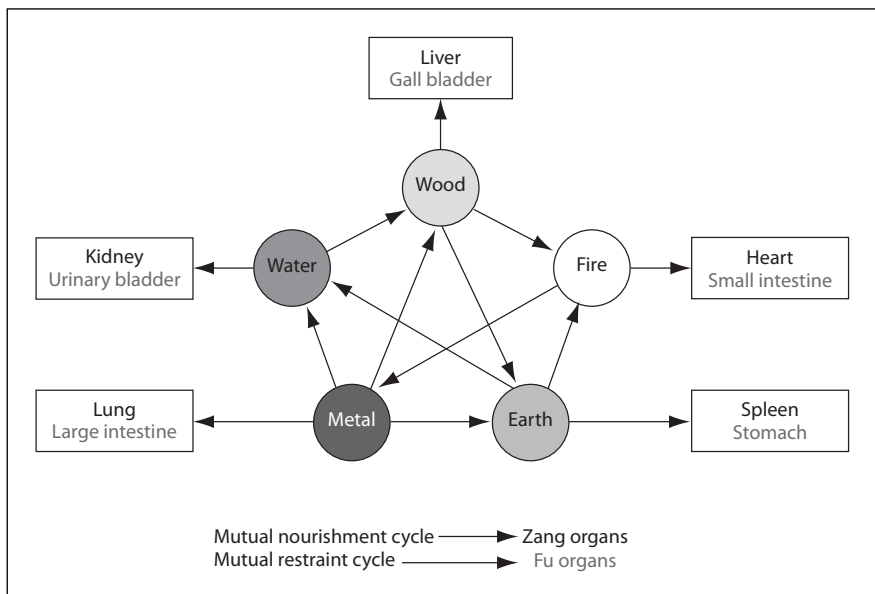 Liver
Gall bladder
Wood
Kidney
Urinary bladder
Water
Fire
Heart
Small intestine
Lung
Large intestine
Metal
Earth
Spleen
Stomach
Mutual nourishment cycle Zang organs
Mutual restraint cycle Fu organs